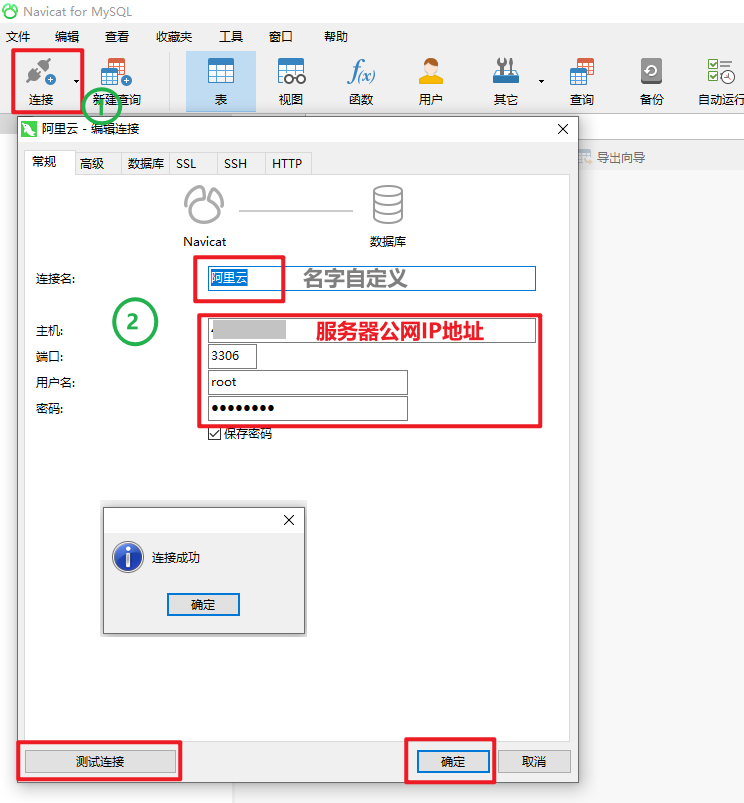 Navicat for MySQL
文件 编辑 查看 收藏夹 工具 窗口 帮助
f(x)
连接 新建查询 表 视图 函数 用户 其它 查询 备份 自动运行
1
阿里云 - 编辑连接
导出向导
常规 高级 数据库 SSL SSH HTTP
Navicat 数据库
连接名: 阿里云 名字自定义
2
主机: 服务器公网IP地址
端口: 3306
用户名: root
密码: ●●●●●●●●
保存密码
连接成功
确定
测试连接 确定 取消